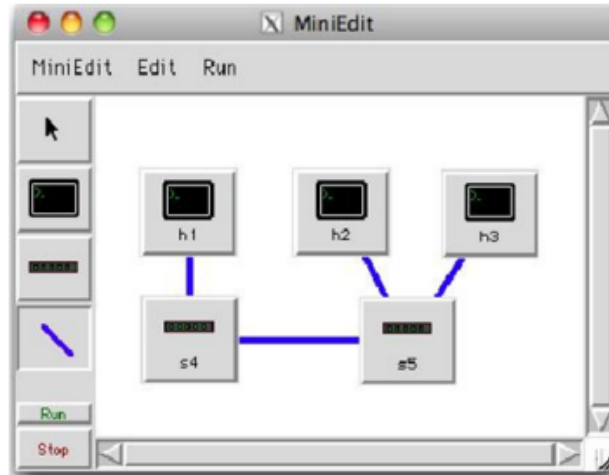 MiniEdit
MiniEdit Edit Run
h1
h2
h3
s4
s5
Run
Stop